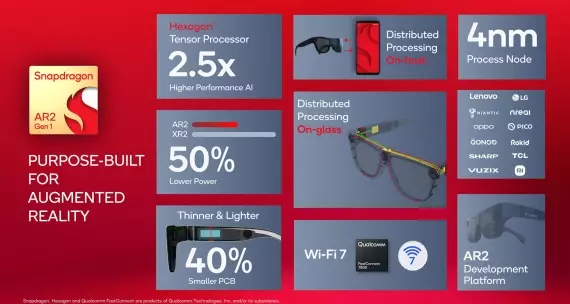 Snapdragon
AR2
Gen 1
PURPOSE-BUILT
FOR
AUGMENTED
REALITY
Hexagon™
Tensor Processor
2.5x
Higher Performance AI
AR2
XR2
50%
Lower Power
Thinner & Lighter
40%
Smaller PCB
Distributed
Processing
On-host
Distributed
Processing
On-glass
Wi-Fi 7
Qualcomm
FastConnect
7800
7
4nm
Process Node
Lenovo
LG
NIANTIC
nreal
oppo
PICO
QONOQ
Rokid
SHARP
TCL
VUZIX
AR2
Development
Platform
Snapdragon, Hexagon and Qualcomm FastConnect are products of Qualcomm Technologies, Inc. and/or its subsidiaries.